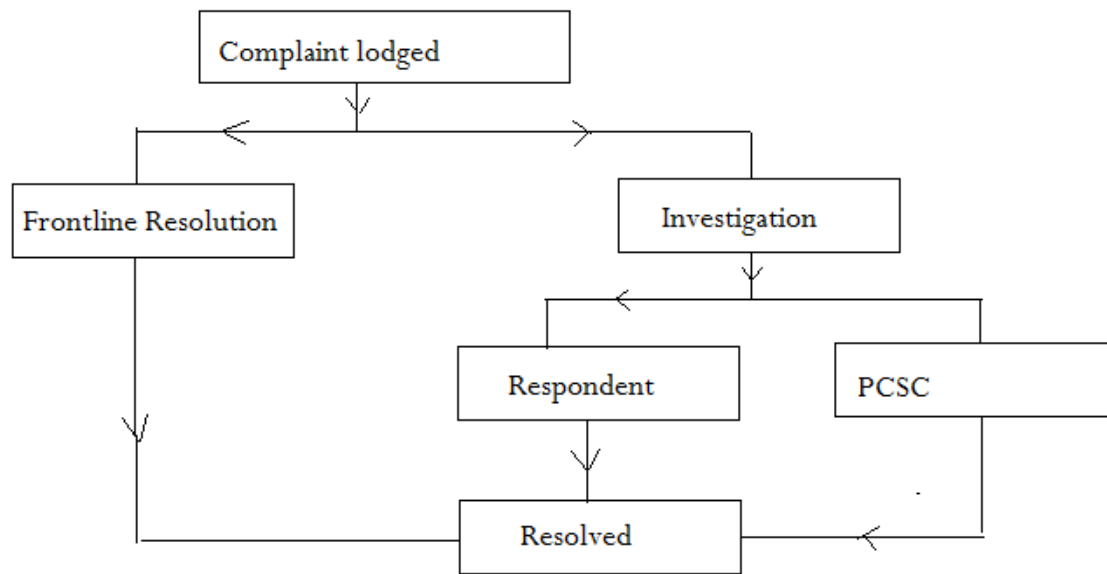 Complaint lodged
Frontline Resolution
Investigation
Respondent
PCSC
Resolved